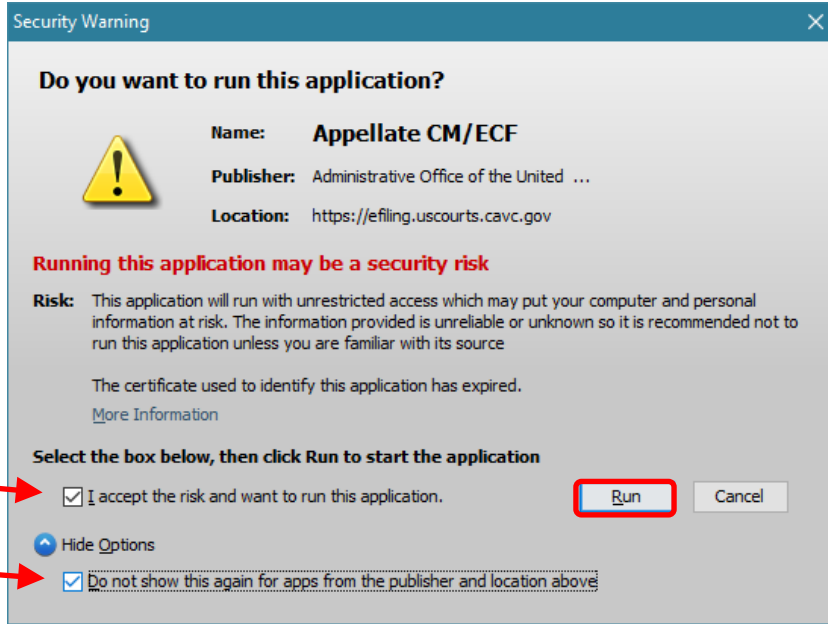 Security Warning
Do you want to run this application?
Name: Appellate CM/ECF
Publisher: Administrative Office of the United ...
Location: https://efiling.uscourts.cavc.gov
Running this application may be a security risk
Risk: This application will run with unrestricted access which may put your computer and personal
information at risk. The information provided is unreliable or unknown so it is recommended not to
run this application unless you are familiar with its source
The certificate used to identify this application has expired.
More Information
Select the box below, then click Run to start the application
I accept the risk and want to run this application. Run Cancel
Hide Options
Do not show this again for apps from the publisher and location above